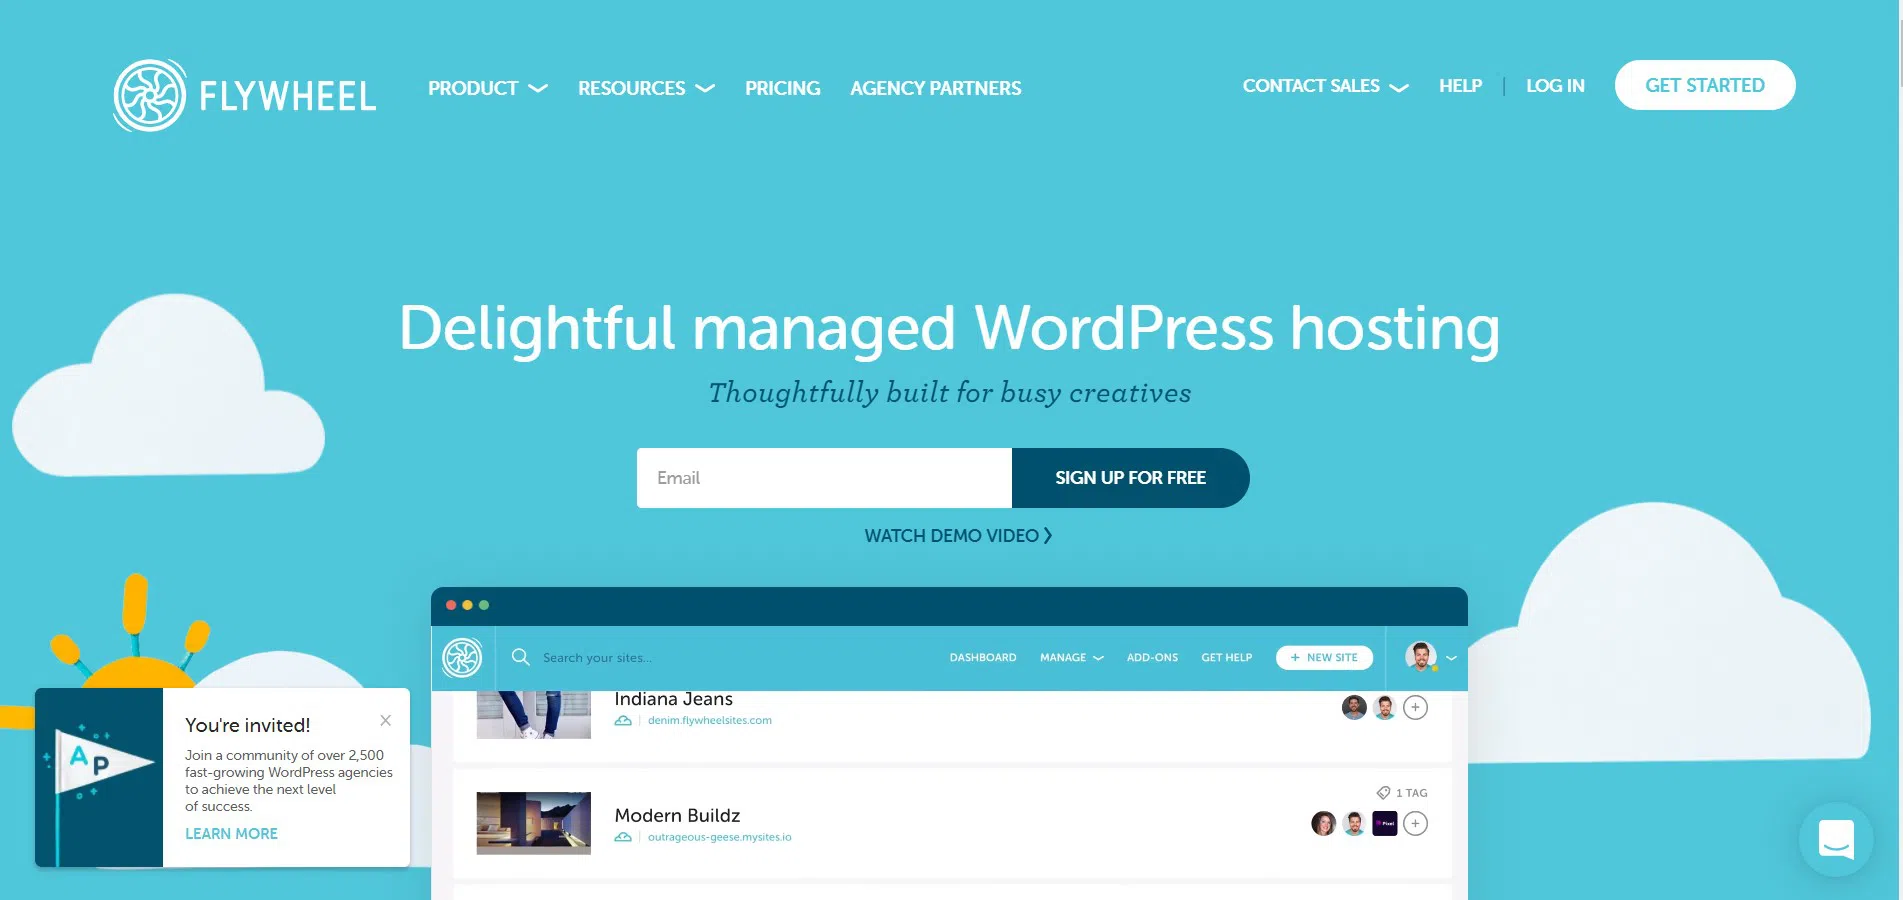 FLYWHEEL
PRODUCT
RESOURCES
PRICING
AGENCY PARTNERS
CONTACT SALES
HELP
LOG IN
GET STARTED
Delightful managed WordPress hosting
Thoughtfully built for busy creatives
Email
SIGN UP FOR FREE
WATCH DEMO VIDEO
Search your sites...
DASHBOARD
MANAGE
ADD-ONS
GET HELP
+ NEW SITE
Indiana Jeans
denim.flywheelsites.com
Modern Buildz
outrageous-geese.mysites.io
1 TAG
Pixel
AP
You're invited!
Join a community of over 2,500
fast-growing WordPress agencies
to achieve the next level
of success.
LEARN MORE